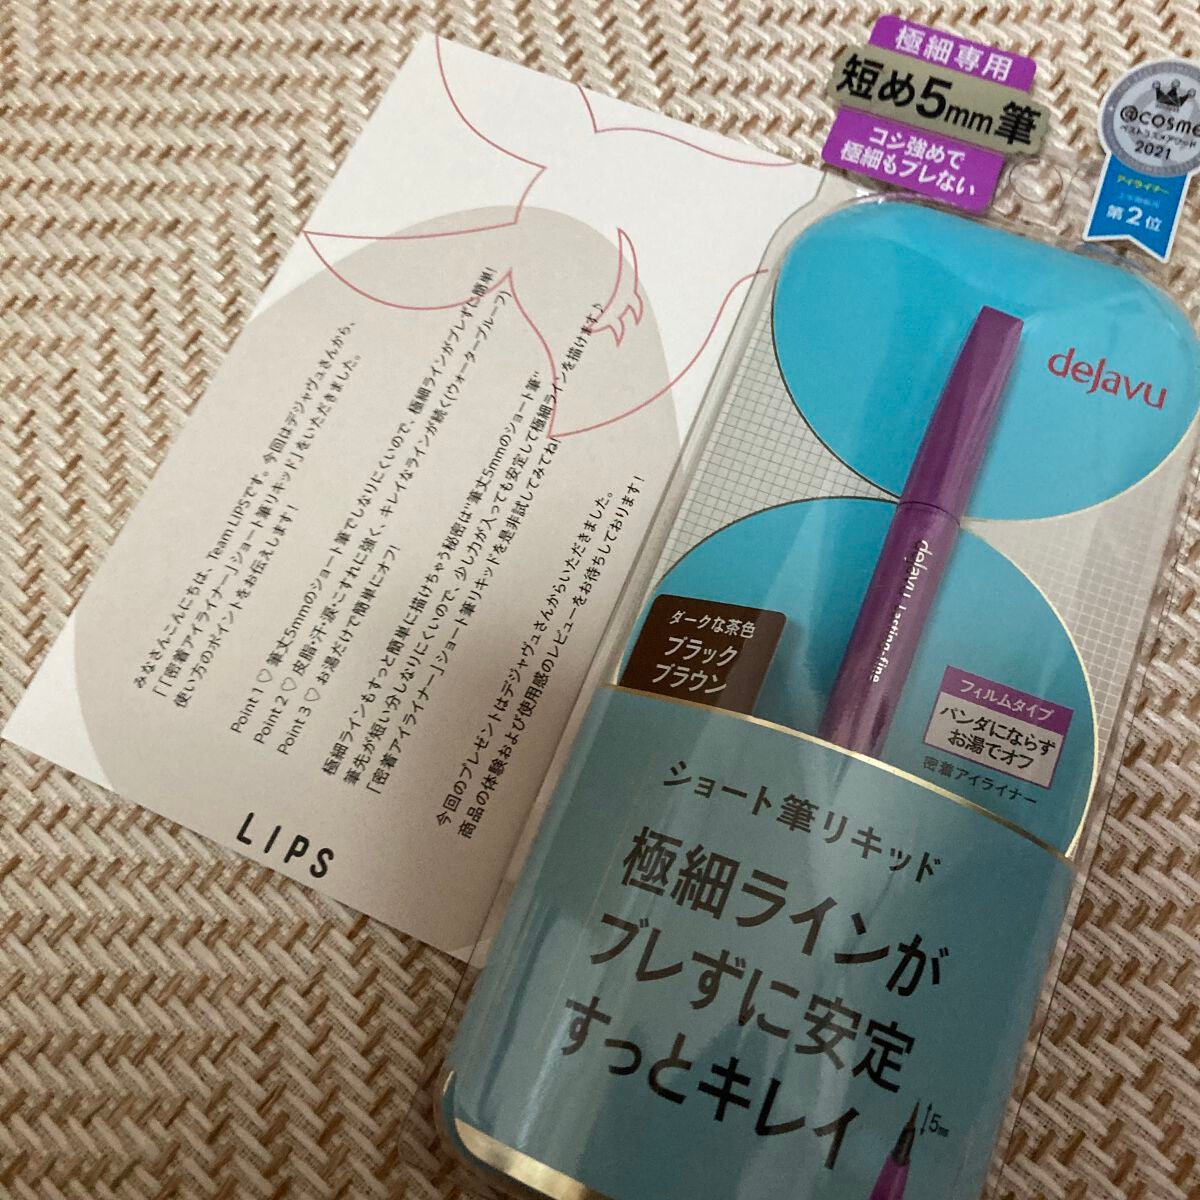 極細専用
短め5mm筆
コシ強めで
極細もブレない
@cosme
ベストコスメアワード
2021
アイライナー
第2位
dejavu
dejavu Lasting-fine
ダークな茶色
ブラック
ブラウン
フィルムタイプ
パンダにならず
お湯でオフ
密着アイライナー
ショート筆リキッド
極細ラインが
ブレずに安定
すっとキレイ
5mm
みなさんこんにちは、Team LIPSです。今回はデジャヴュさんから、
「「密着アイライナー」ショート筆リキッド」をいただきました。
使い方のポイントをお伝えします!
Point 1 ♡ 筆丈5mmのショート筆でしなりにくいので、極細ラインがブレずに簡単!
Point 2 ♡ 皮脂・汗・涙・こすれに強く、キレイなラインが続く(ウォータープルーフ)
Point 3 ♡ お湯だけで簡単にオフ!
極細ラインもすっと簡単に描けちゃう秘密は"筆丈5mmのショート筆"
筆先が短い分しなりにくいので、少し力が入っても安定して極細ラインを描けます♪
「密着アイライナー」ショート筆リキッドを是非試してみてね!
今回のプレゼントはデジャヴュさんからいただきました。
商品の体験および使用感のレビューをお待ちしております!
LIPS